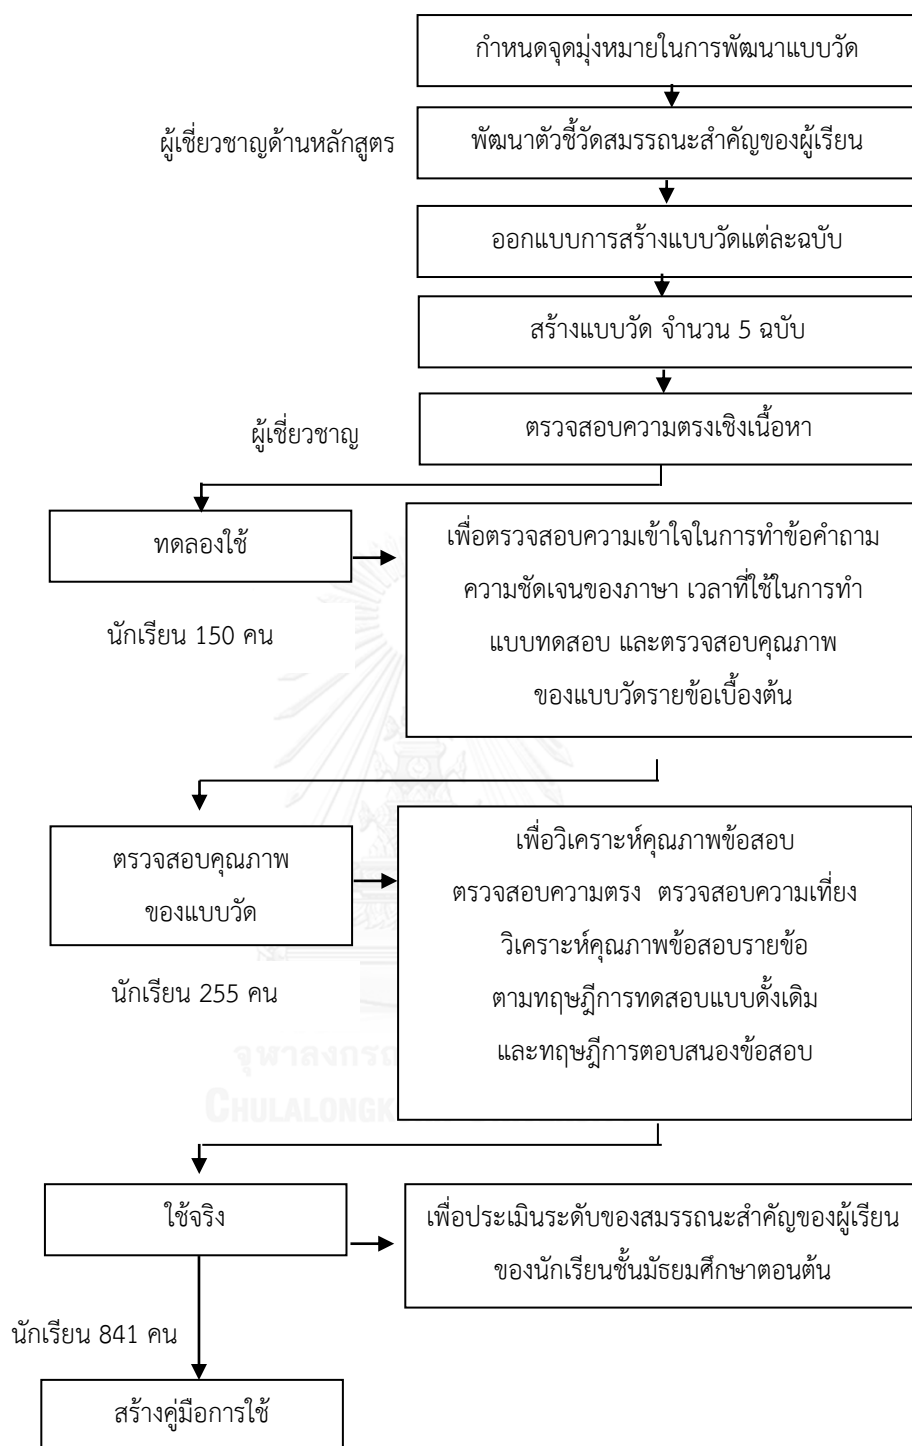 กำหนดจุดมุ่งหมายในการพัฒนาแบบวัด
ผู้เชี่ยวชาญด้านหลักสูตร
พัฒนาตัวชี้วัดสมรรถนะสำคัญของผู้เรียน
ออกแบบการสร้างแบบวัดแต่ละฉบับ
สร้างแบบวัด จำนวน 5 ฉบับ
ผู้เชี่ยวชาญ
ตรวจสอบความตรงเชิงเนื้อหา
ทดลองใช้
นักเรียน 150 คน
เพื่อตรวจสอบความเข้าใจในการทำข้อคำถาม
ความชัดเจนของภาษา เวลาที่ใช้ในการทำ
แบบทดสอบ และตรวจสอบคุณภาพ
ของแบบวัดรายข้อเบื้องต้น
ตรวจสอบคุณภาพ
ของแบบวัด
นักเรียน 255 คน
เพื่อวิเคราะห์คุณภาพข้อสอบ
ตรวจสอบความตรง ตรวจสอบความเที่ยง
วิเคราะห์คุณภาพข้อสอบรายข้อ
ตามทฤษฎีการทดสอบแบบดั้งเดิม
และทฤษฎีการตอบสนองข้อสอบ
จุฬาลงกรณ
CHULALONGK
ใช้จริง
เพื่อประเมินระดับของสมรรถนะสำคัญของผู้เรียน
ของนักเรียนชั้นมัธยมศึกษาตอนต้น
นักเรียน 841 คน
สร้างคู่มือการใช้